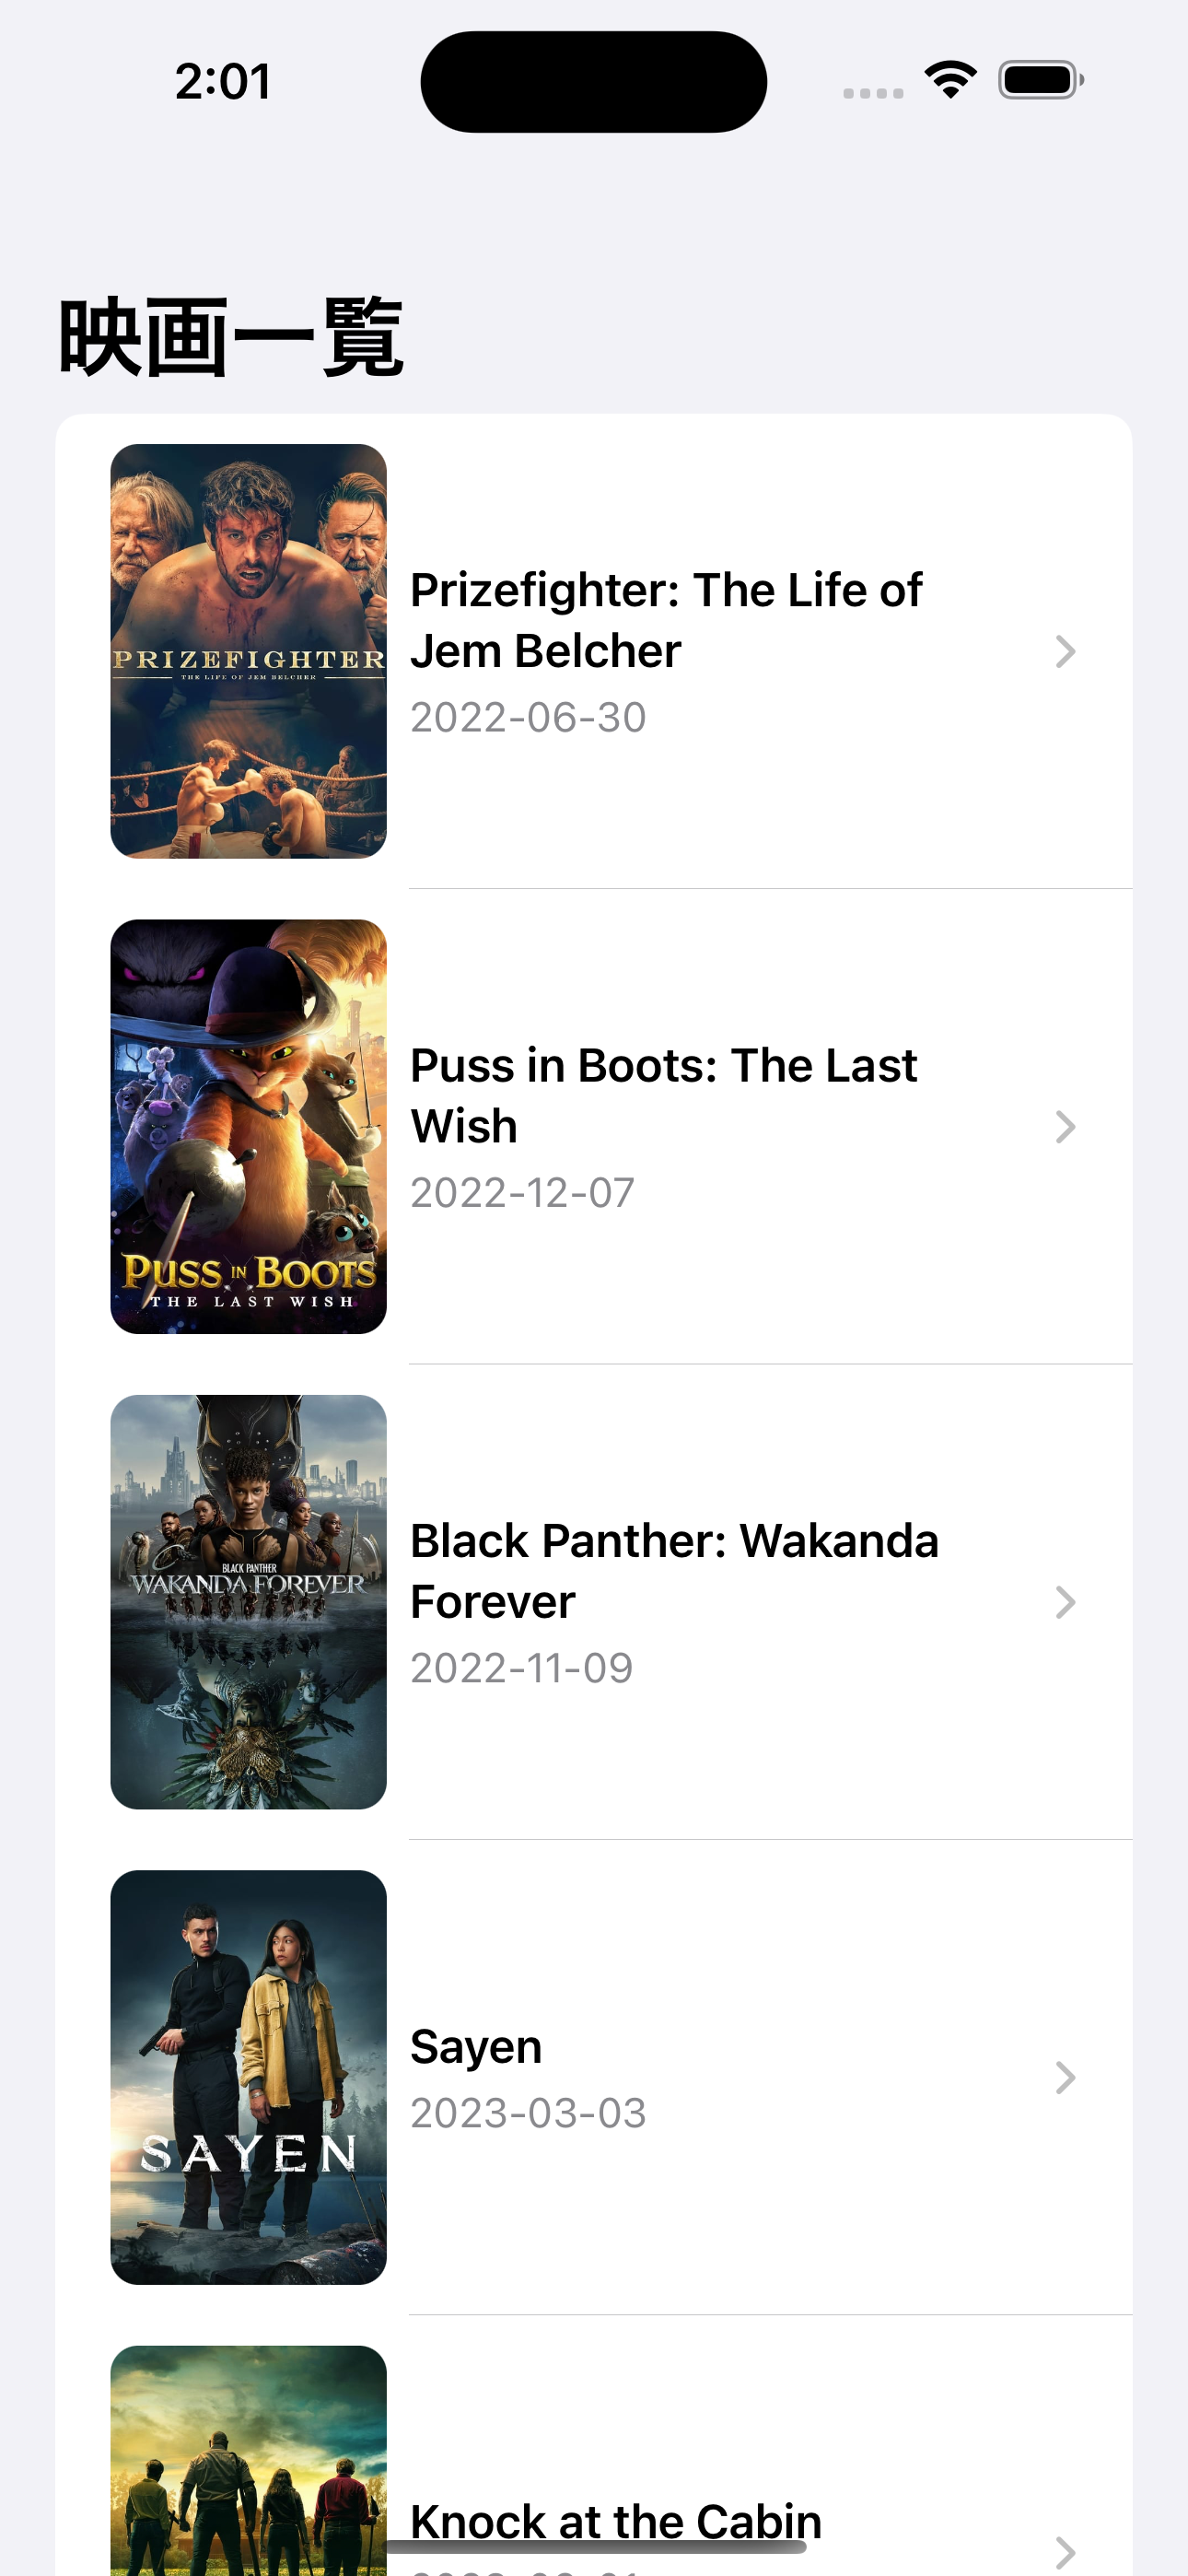 2:01
映画一覧
PRIZEFIGHTER
THE LIFE OF JEM BELCHER
Prizefighter: The Life of
Jem Belcher
2022-06-30
PUSS IN BOOTS
THE LAST WISH
Puss in Boots: The Last
Wish
2022-12-07
BLACK PANTHER
WAKANDA FOREVER
Black Panther: Wakanda
Forever
2022-11-09
SAYEN
Sayen
2023-03-03
Knock at the Cabin